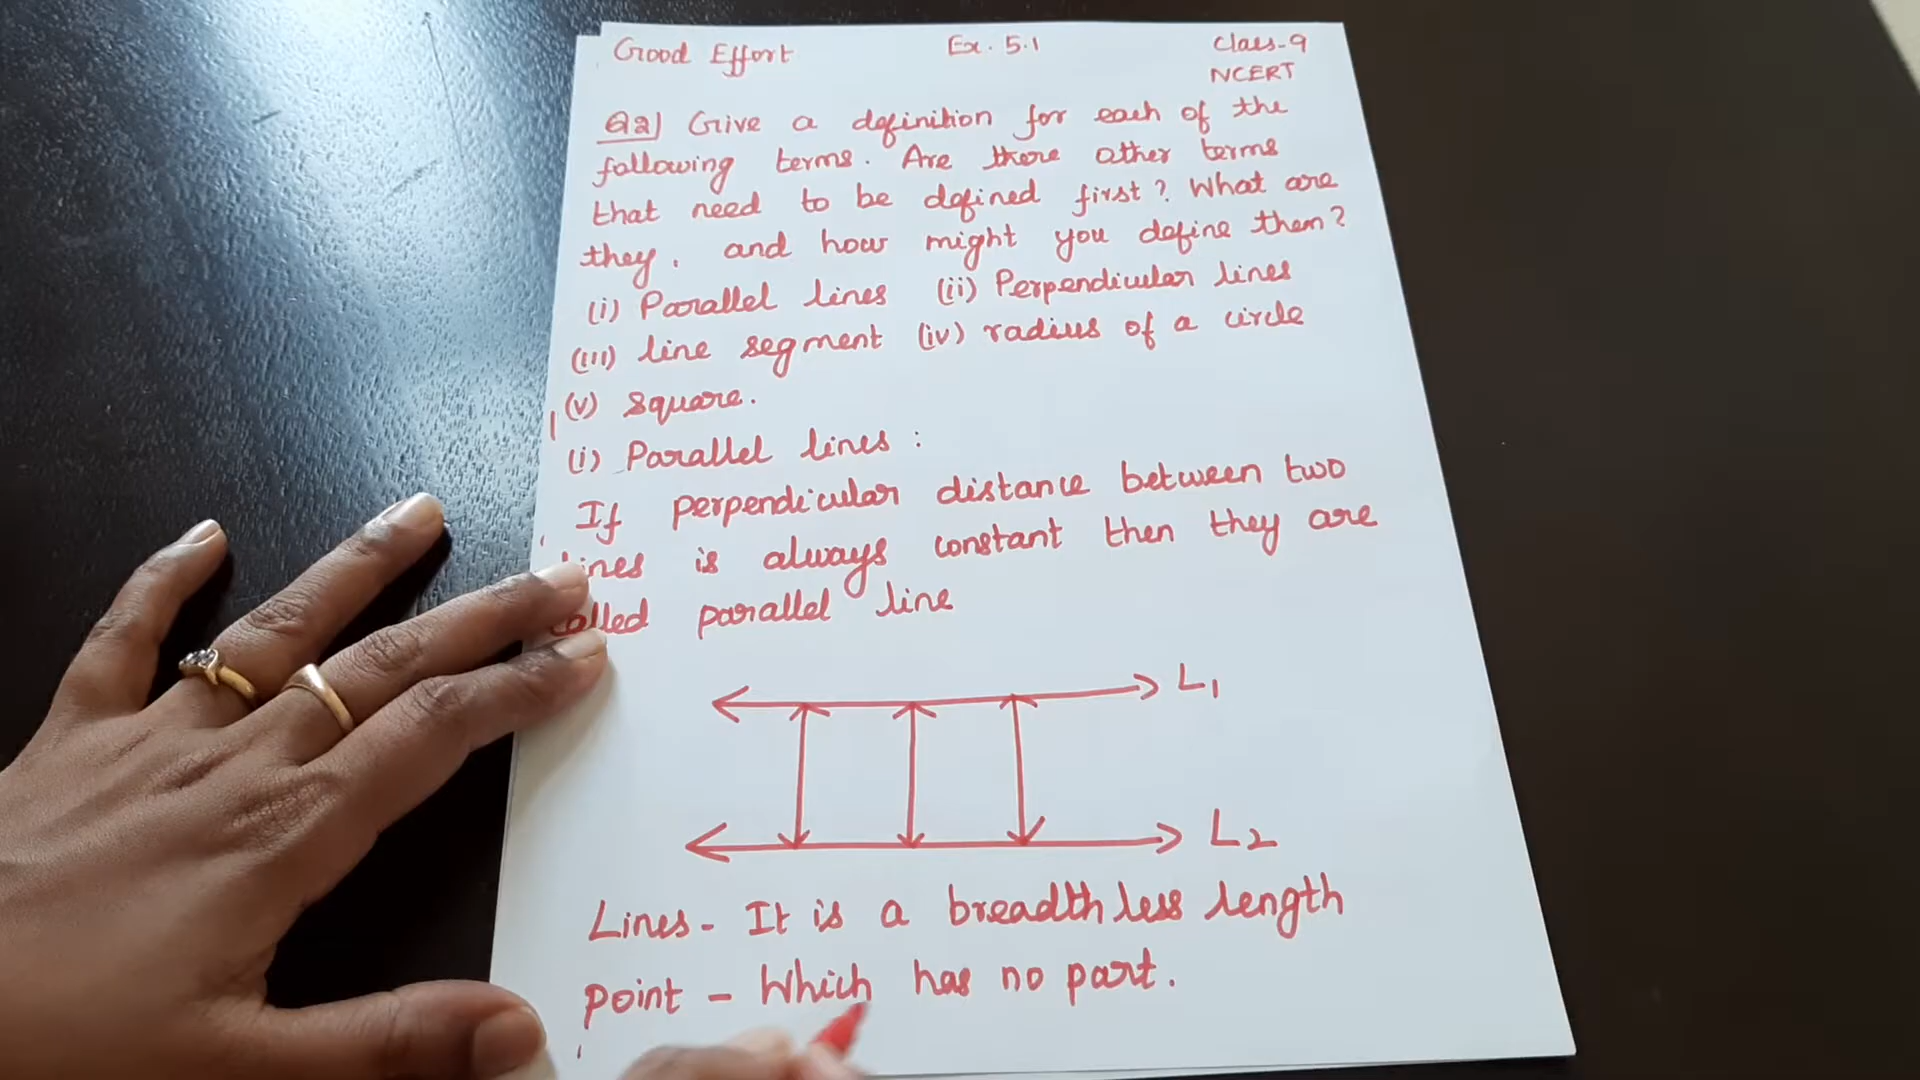 Good Effort Ex. 5.1 Class-9
NCERT
Q2) Give a definition for each of the
following terms. Are there other terms
that need to be defined first? What are
they, and how might you define them?
(i) Parallel lines (ii) Perpendicular lines
(iii) line segment (iv) radius of a circle
(v) square.
(i) Parallel lines :
If perpendicular distance between two
lines is always constant then they are
called parallel line
L1
L2
Lines - It is a breadthless length
point - Which has no part.